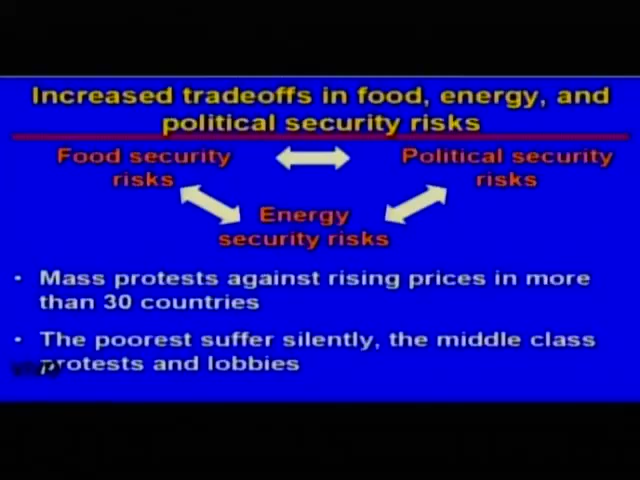 Increased tradeoffs in food, energy, and
political security risks
Food security
risks
Political security
risks
Energy
security risks
• Mass protests against rising prices in more
than 30 countries
• The poorest suffer silently, the middle class
protests and lobbies